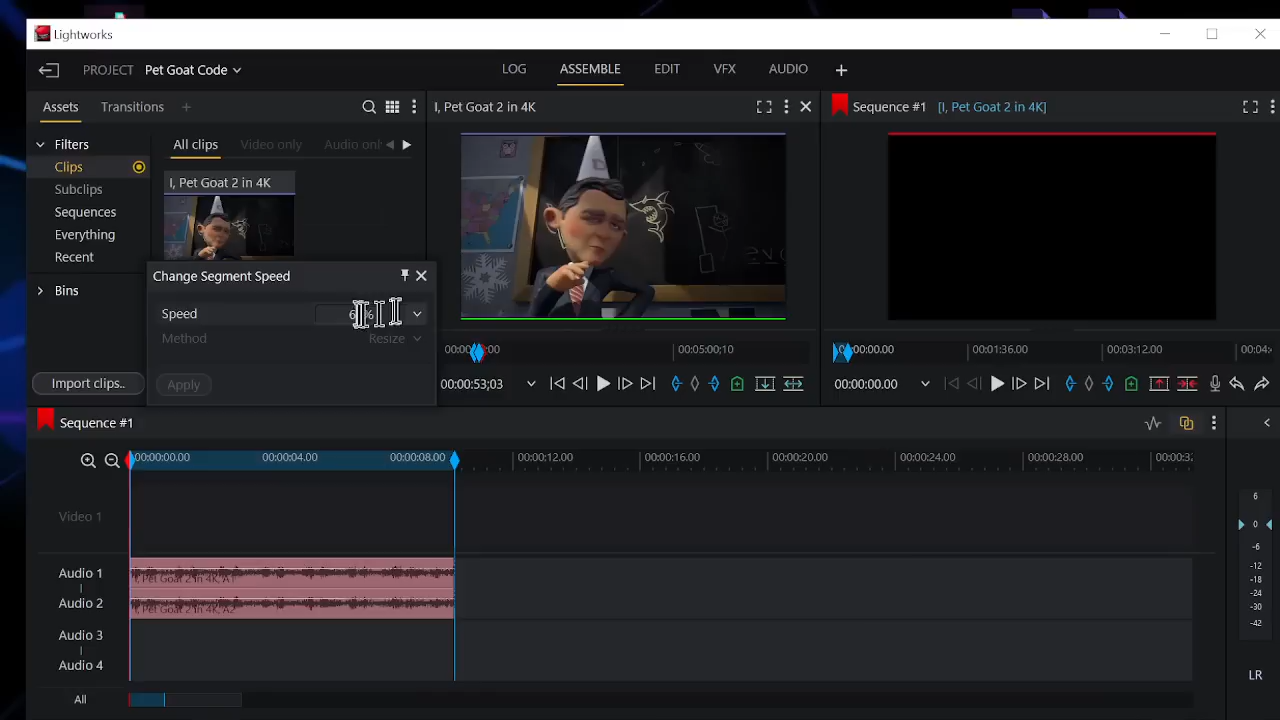 Lightworks
PROJECT Pet Goat Code
LOG ASSEMBLE EDIT VFX AUDIO
Assets Transitions
I, Pet Goat 2 in 4K
Sequence #1 [I, Pet Goat 2 in 4K]
Filters
All clips Video only Audio onl
Clips
Subclips
Sequences
Everything
Recent
Bins
I, Pet Goat 2 in 4K
Change Segment Speed
Speed
Method Resize
Apply
Import clips..
00:05:00;10
00:00:53;03
00:00:00.00 00:01:36.00 00:03:12.00 00:04:
00:00:00.00
Sequence #1
00:00:00.00 00:00:04.00 00:00:08.00 00:00:12.00 00:00:16.00 00:00:20.00 00:00:24.00 00:00:28.00 00:00:32
Video 1
Audio 1
I, Pet Goat 2 in 4K, A1
Audio 2
I, Pet Goat 2 in 4K, A2
Audio 3
Audio 4
All
6
0
-6
-12
-18
-24
-30
-42
LR